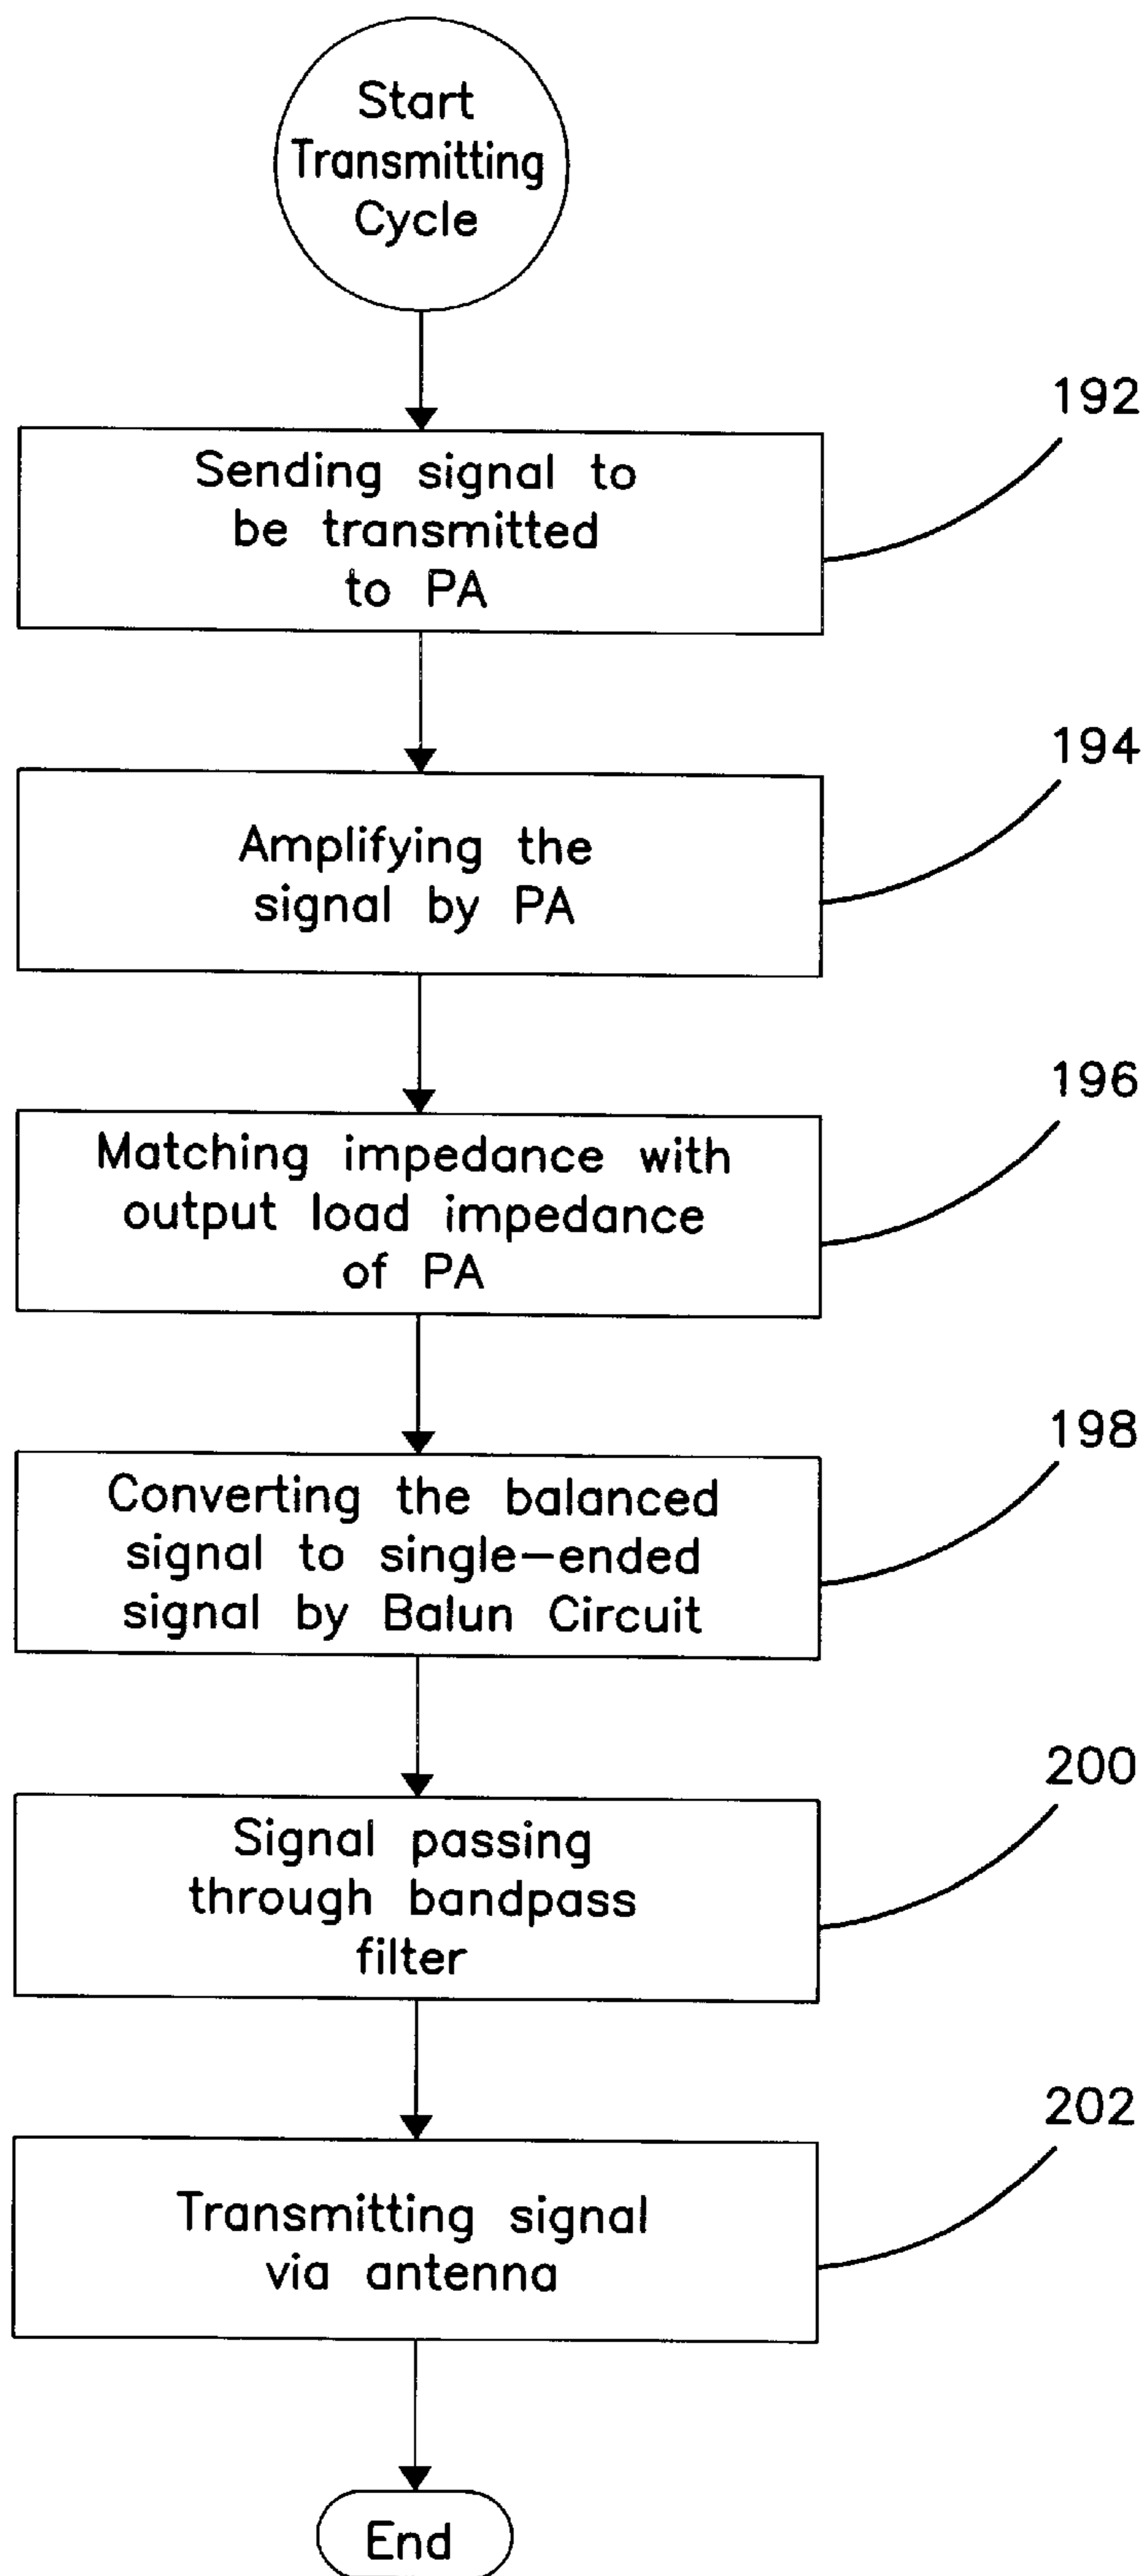 Start
Transmitting
Cycle
192
Sending signal to
be transmitted
to PA
194
Amplifying the
signal by PA
196
Matching impedance with
output load impedance
of PA
198
Converting the balanced
signal to single-ended
signal by Balun Circuit
200
Signal passing
through bandpass
filter
202
Transmitting signal
via antenna
End